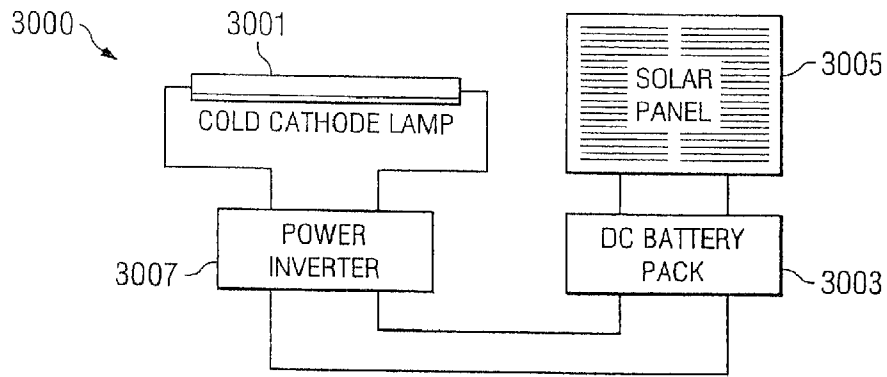 3000
3001
COLD CATHODE LAMP
SOLAR
PANEL
3005
POWER
INVERTER
3007
DC BATTERY
PACK
3003